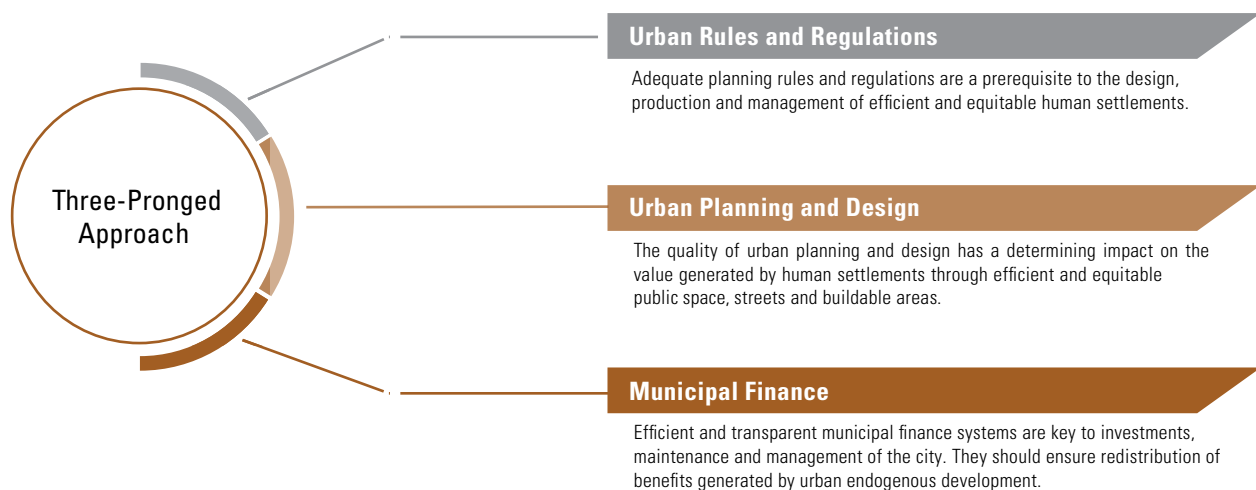 Three-Pronged
Approach
Urban Rules and Regulations
Adequate planning rules and regulations are a prerequisite to the design,
production and management of efficient and equitable human settlements.
Urban Planning and Design
The quality of urban planning and design has a determining impact on the
value generated by human settlements through efficient and equitable
public space, streets and buildable areas.
Municipal Finance
Efficient and transparent municipal finance systems are key to investments,
maintenance and management of the city. They should ensure redistribution of
benefits generated by urban endogenous development.